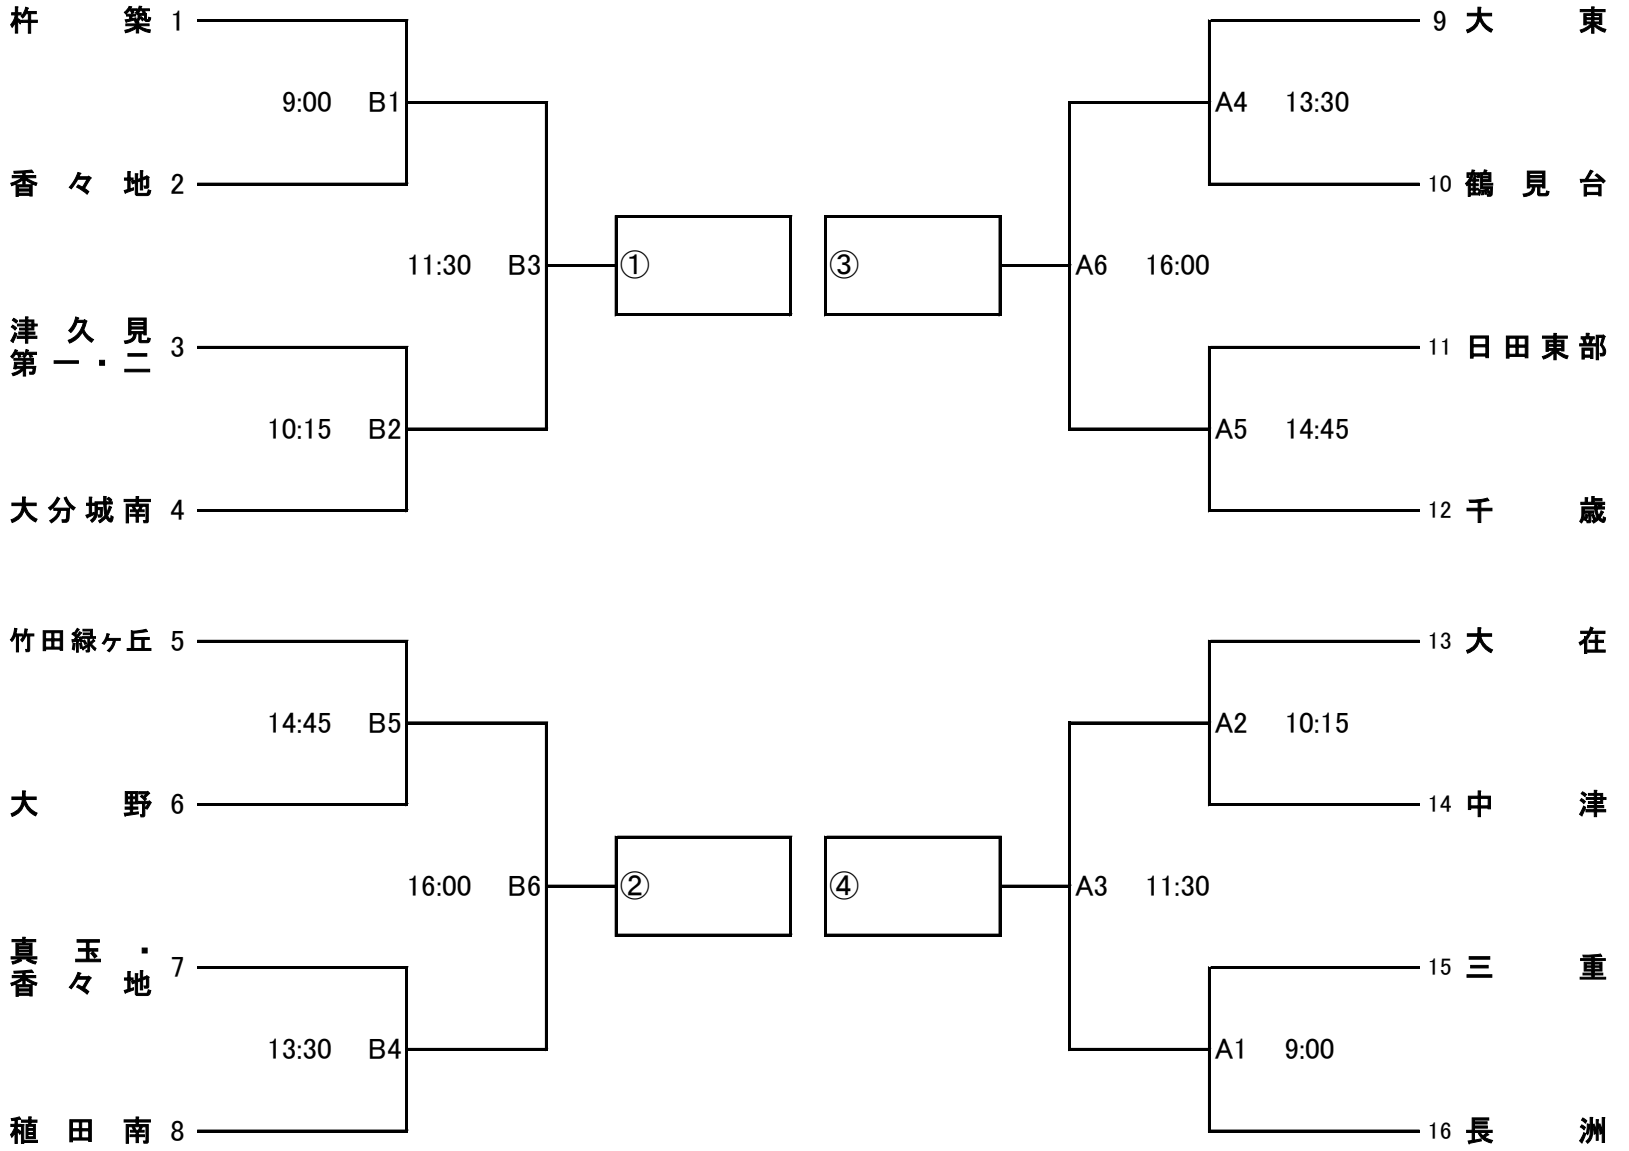 杵築 1
9:00 B1
香々地 2
11:30 B3
①
津久見
第一・二 3
10:15 B2
大分城南 4
竹田緑ヶ丘 5
14:45 B5
大野 6
16:00 B6
②
真玉・
香々地 7
13:30 B4
稙田南 8
9 大東
A4 13:30
10 鶴見台
③
A6 16:00
11 日田東部
A5 14:45
12 千歳
13 大在
A2 10:15
14 中津
④
A3 11:30
15 三重
A1 9:00
16 長洲